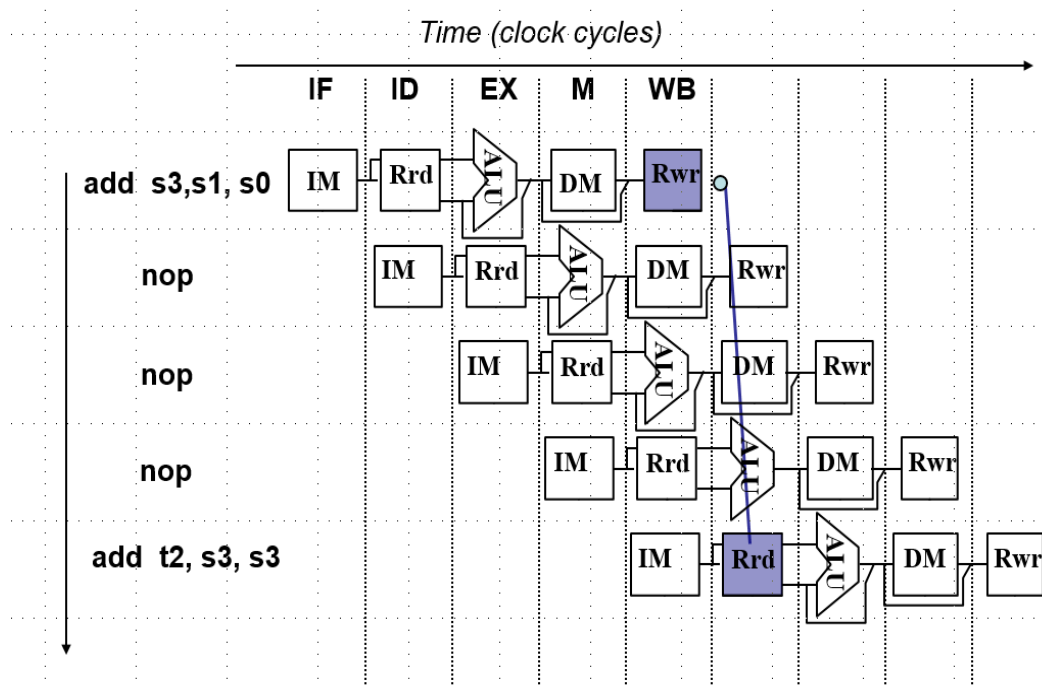 Time (clock cycles)
IF ID EX M WB
add s3,s1, s0 IM Rrd ALU DM Rwr
nop IM Rrd ALU DM Rwr
nop IM Rrd ALU DM Rwr
nop IM Rrd ALU DM Rwr
add t2, s3, s3 IM Rrd ALU DM Rwr